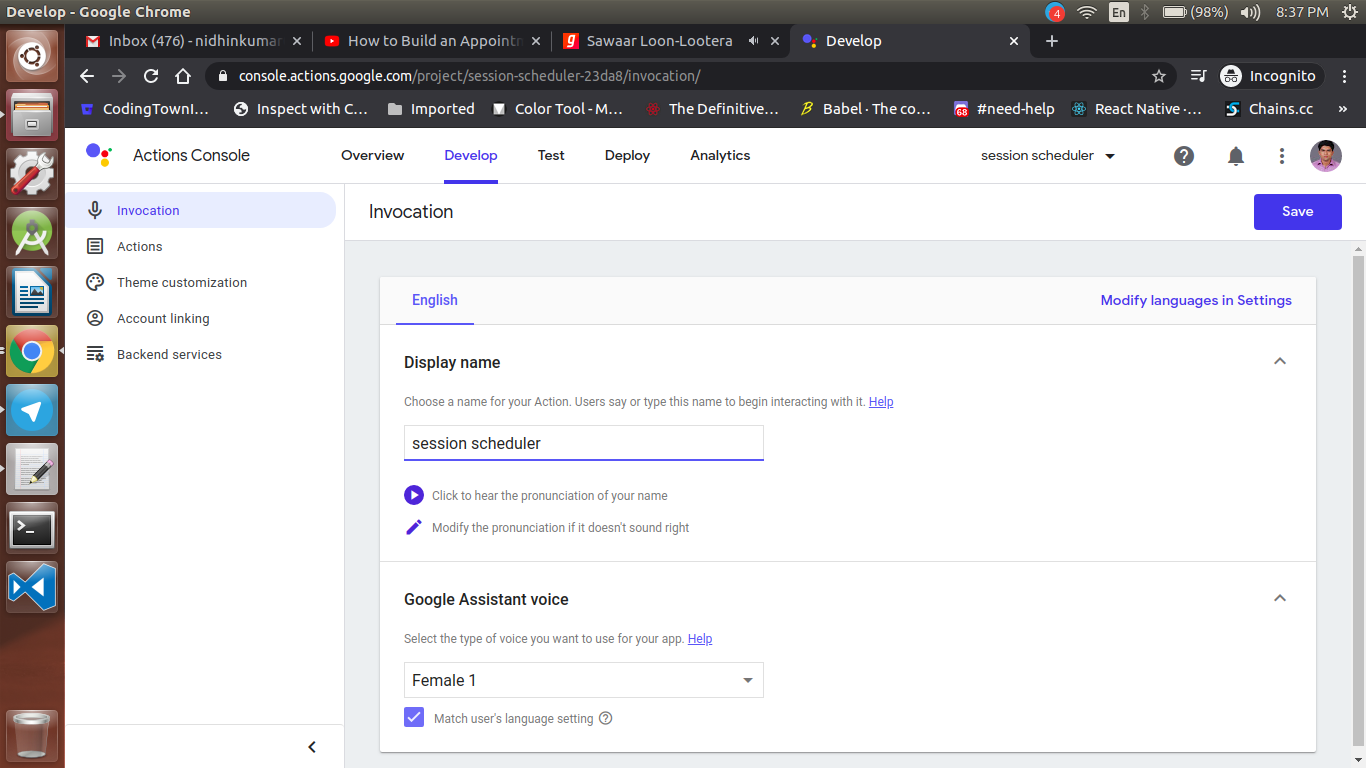 Develop - Google Chrome
4
En
(98%)
8:37 PM
Inbox (476) - nidhinkumar
How to Build an Appointm
Sawaar Loon-Lootera
Develop
console.actions.google.com/project/session-scheduler-23da8/invocation/
Incognito
CodingTownI...
Inspect with C...
Imported
Color Tool - M...
The Definitive...
Babel · The co...
68
#need-help
React Native ·...
Chains.cc
»
Actions Console
Overview
Develop
Test
Deploy
Analytics
session scheduler
Invocation
Actions
Theme customization
Account linking
Backend services
Invocation
Save
English
Modify languages in Settings
Display name
Choose a name for your Action. Users say or type this name to begin interacting with it. Help
session scheduler
Click to hear the pronunciation of your name
Modify the pronunciation if it doesn't sound right
Google Assistant voice
Select the type of voice you want to use for your app. Help
Female 1
Match user's language setting